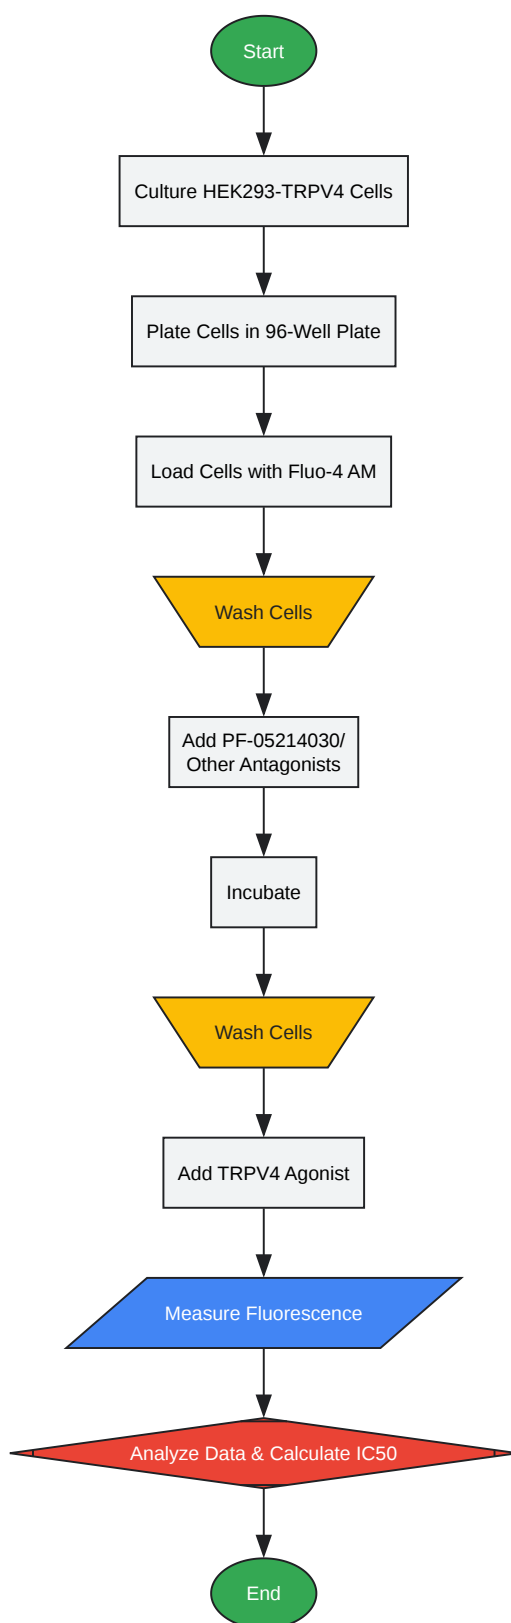 Start
Culture HEK293-TRPV4 Cells
Plate Cells in 96-Well Plate
Load Cells with Fluo-4 AM
Wash Cells
Add PF-05214030/
Other Antagonists
Incubate
Wash Cells
Add TRPV4 Agonist
Measure Fluorescence
Analyze Data & Calculate IC50
End